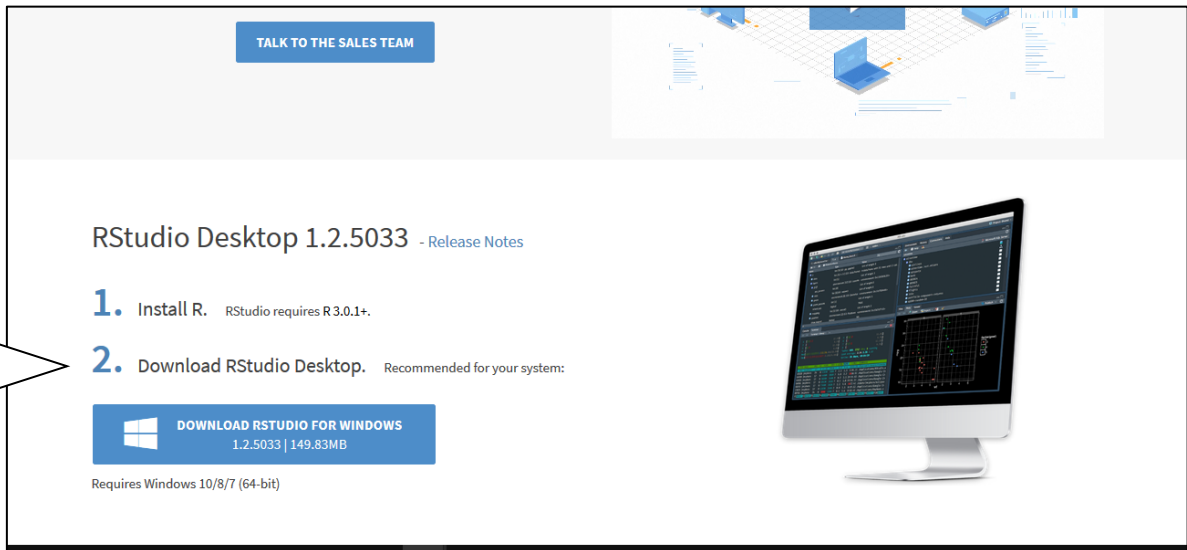 TALK TO THE SALES TEAM
RStudio Desktop 1.2.5033 - Release Notes
1. Install R. RStudio requires R 3.0.1+.
2. Download RStudio Desktop. Recommended for your system:
DOWNLOAD RSTUDIO FOR WINDOWS
1.2.5033 | 149.83MB
Requires Windows 10/8/7 (64-bit)